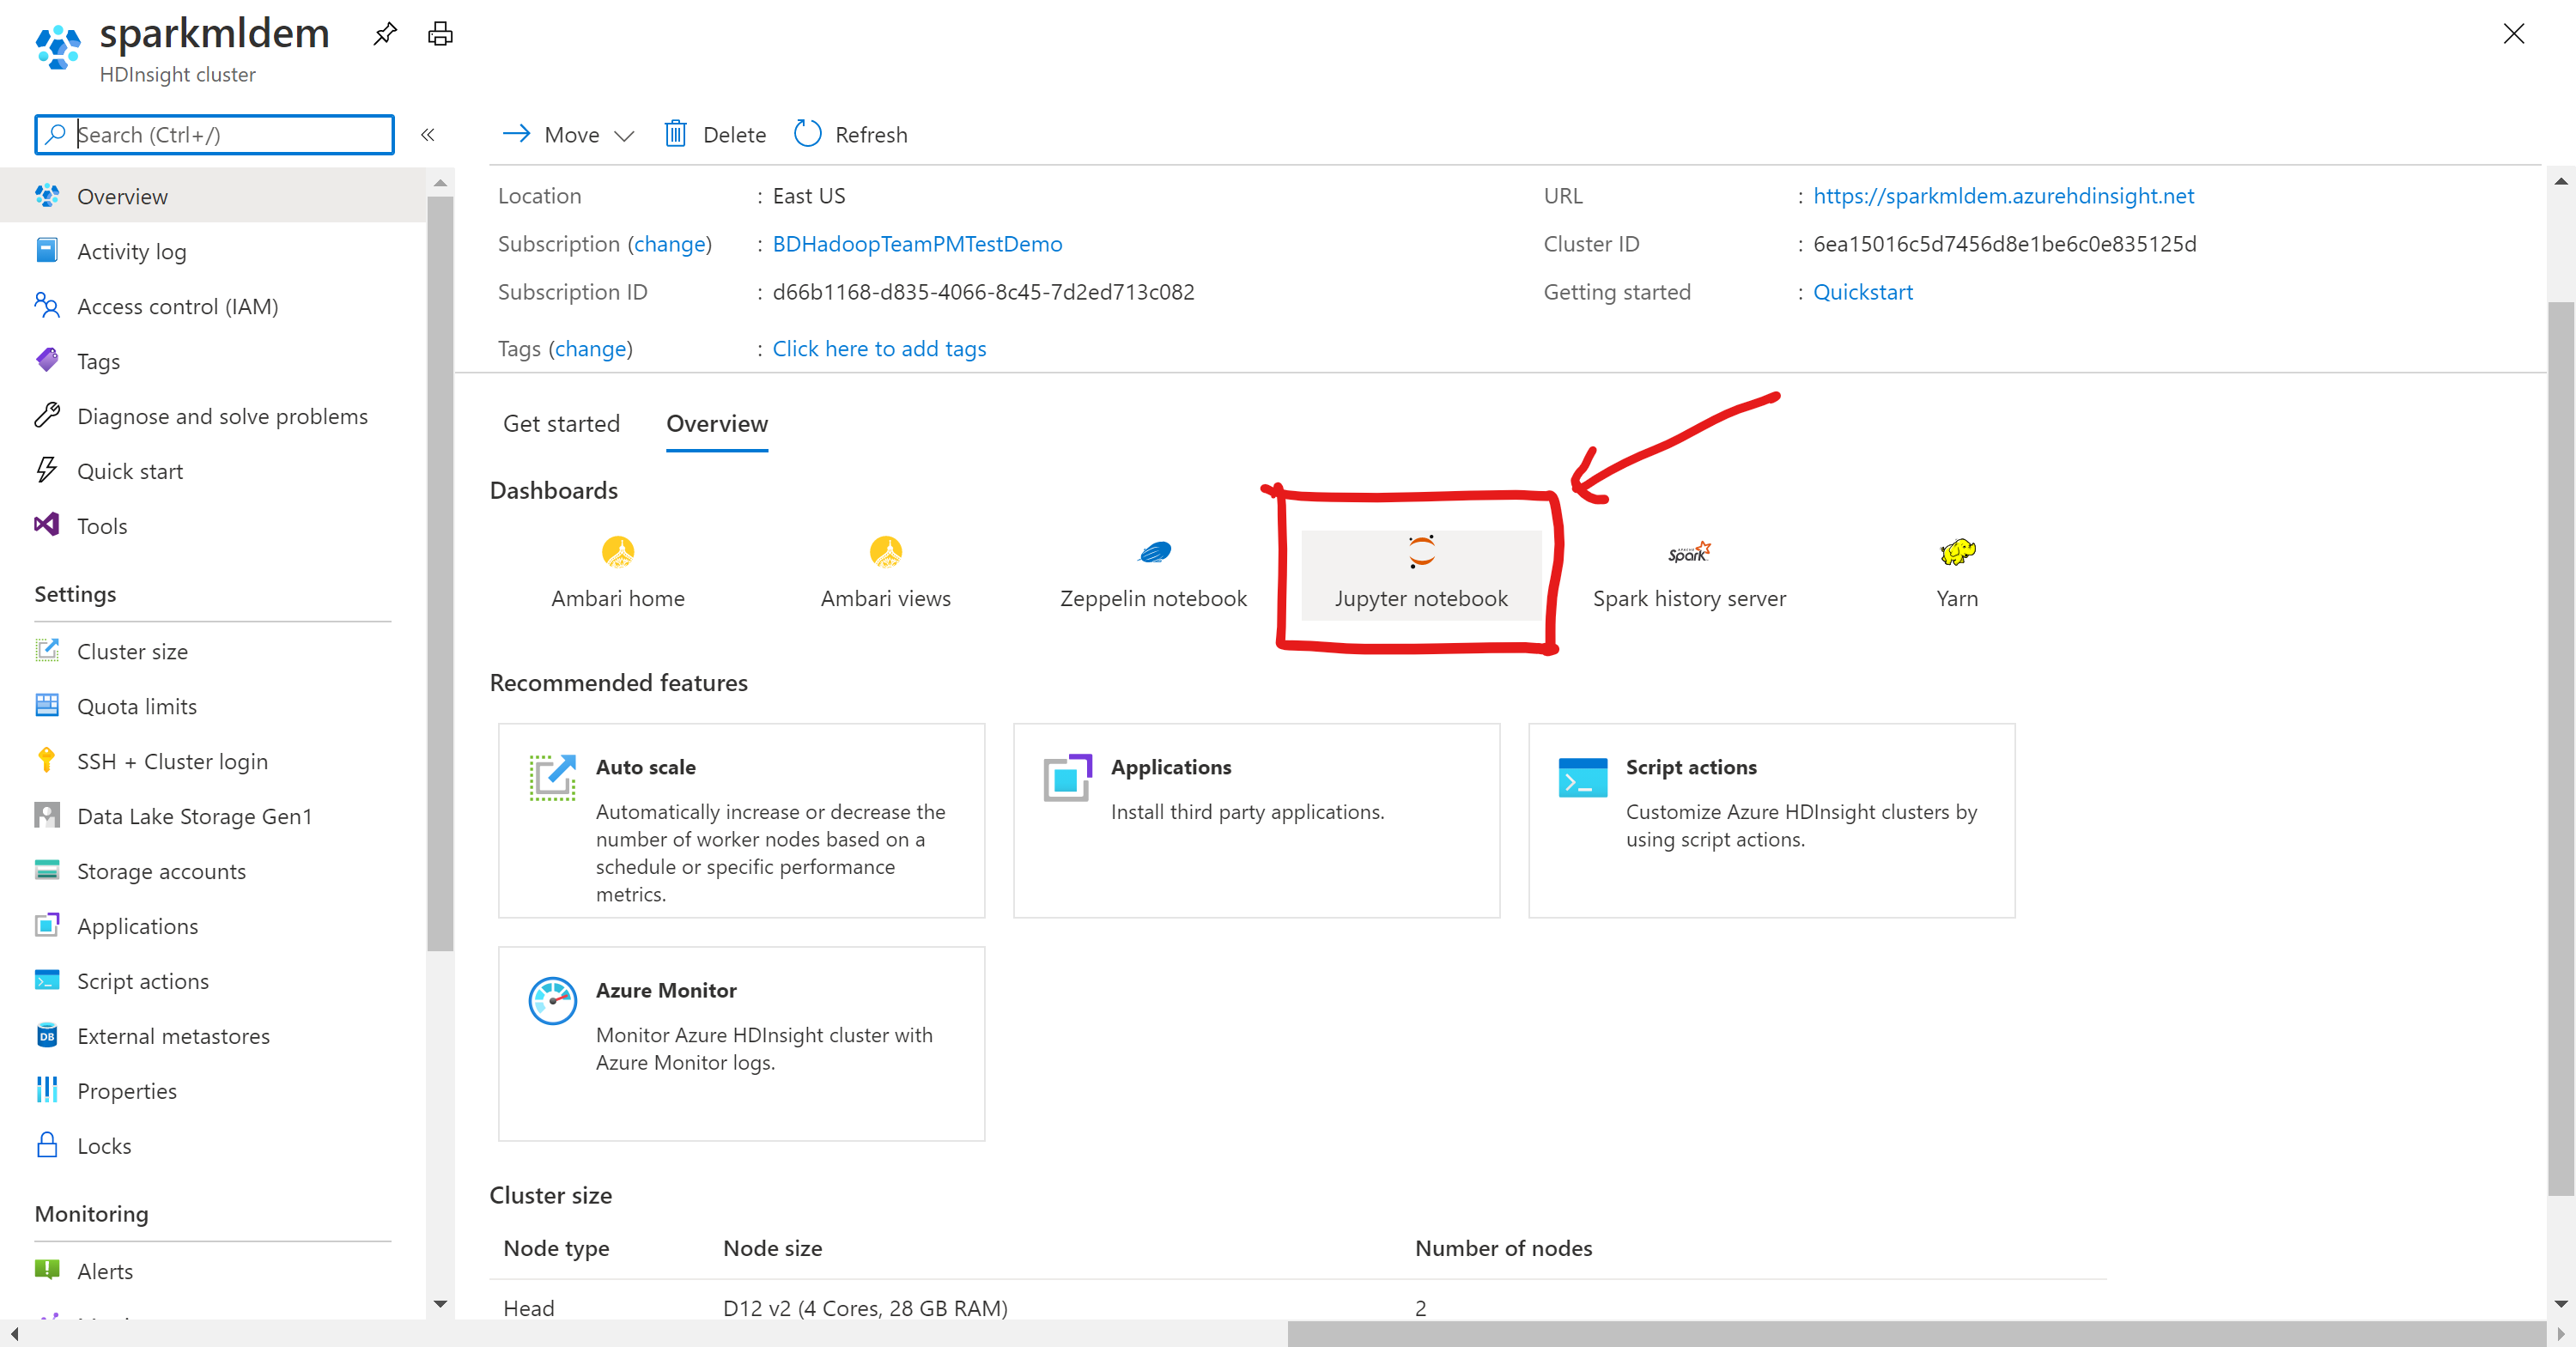 sparkmldem
HDInsight cluster
Search (Ctrl+/)
«
Move
Delete
Refresh
Overview
Activity log
Access control (IAM)
Tags
Diagnose and solve problems
Quick start
Tools
Settings
Cluster size
Quota limits
SSH + Cluster login
Data Lake Storage Gen1
Storage accounts
Applications
Script actions
External metastores
Properties
Locks
Monitoring
Alerts
Location : East US
Subscription (change) : BDHadoopTeamPMTestDemo
Subscription ID : d66b1168-d835-4066-8c45-7d2ed713c082
Tags (change) : Click here to add tags
URL : https://sparkmldem.azurehdinsight.net
Cluster ID : 6ea15016c5d7456d8e1be6c0e835125d
Getting started : Quickstart
Get started Overview
Dashboards
Ambari home
Ambari views
Zeppelin notebook
Jupyter notebook
Spark
Spark history server
Yarn
Recommended features
Auto scale
Automatically increase or decrease the
number of worker nodes based on a
schedule or specific performance
metrics.
Applications
Install third party applications.
Script actions
Customize Azure HDInsight clusters by
using script actions.
Azure Monitor
Monitor Azure HDInsight cluster with
Azure Monitor logs.
Cluster size
Node type Node size Number of nodes
Head D12 v2 (4 Cores, 28 GB RAM) 2